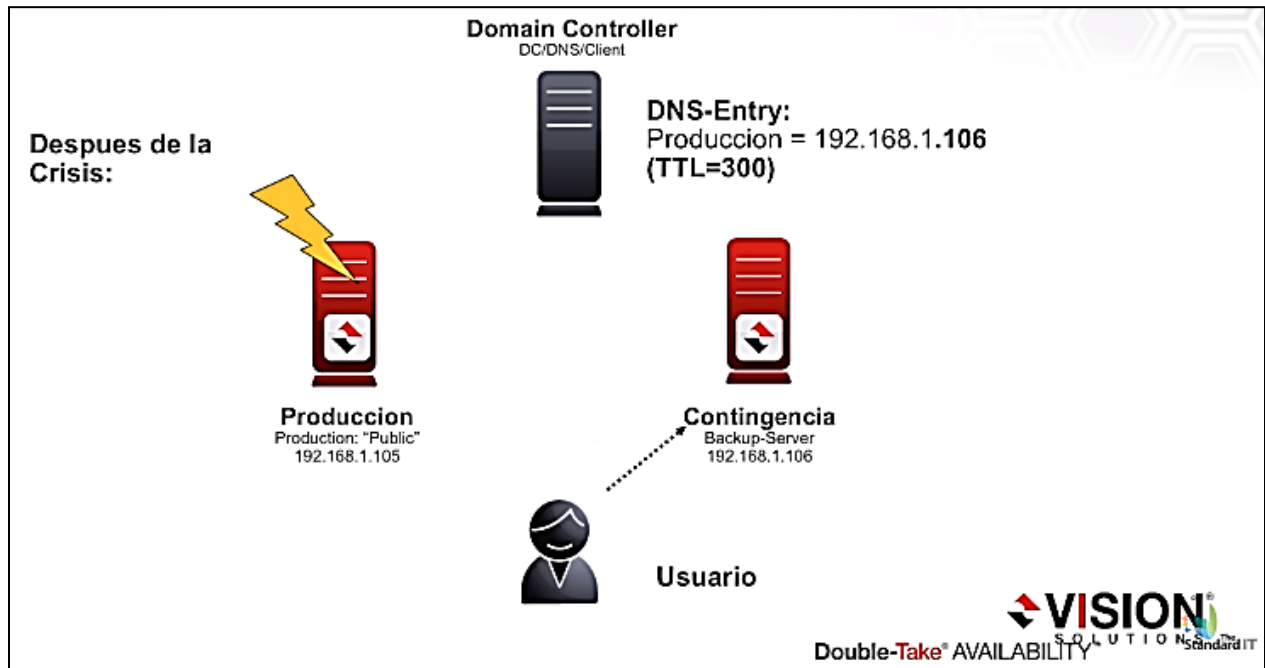 Domain Controller
DC/DNS/Client
Despues de la
Crisis:
DNS-Entry:
Produccion = 192.168.1.106
(TTL=300)
Produccion
Production: "Public"
192.168.1.105
Contingencia
Backup-Server
192.168.1.106
Usuario
VISION®
SOLUTIONS
The
Standard IT
Double-Take® AVAILABILITY™